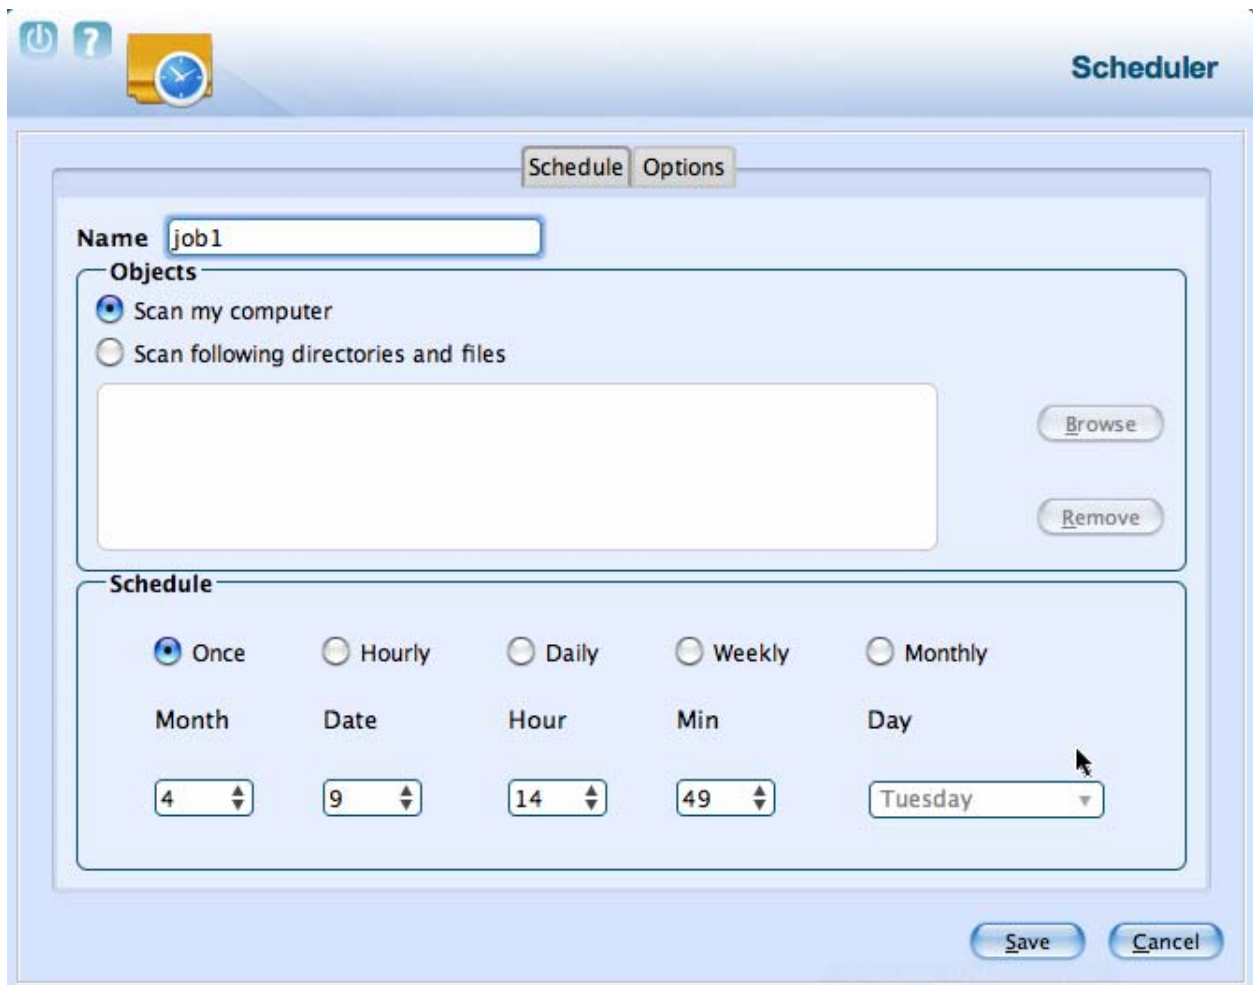 ?
Scheduler
Schedule Options
Name job1
Objects
Scan my computer
Scan following directories and files
Browse
Remove
Schedule
Once Hourly Daily Weekly Monthly
Month Date Hour Min Day
4 9 14 49 Tuesday
Save Cancel